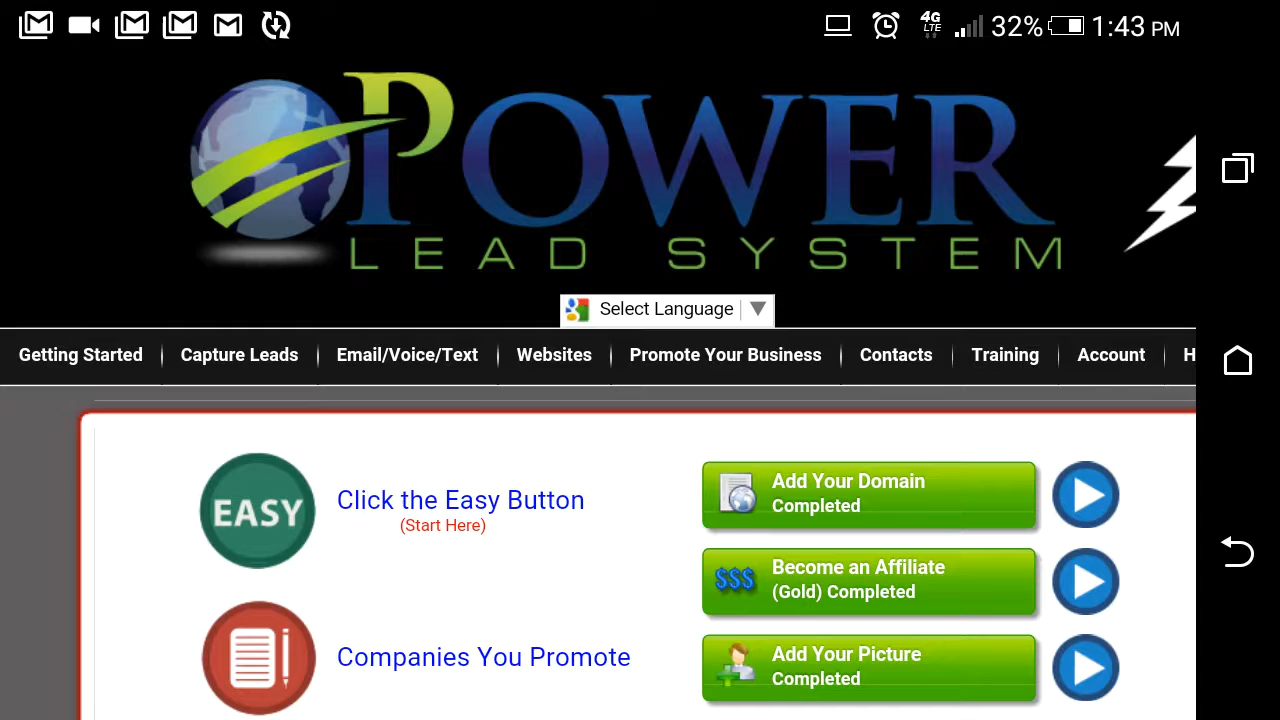 4G
LTE
32%
1:43 PM
POWER
LEAD SYSTEM
Select Language
Getting Started
Capture Leads
Email/Voice/Text
Websites
Promote Your Business
Contacts
Training
Account
H
EASY
Click the Easy Button
(Start Here)
Add Your Domain
Completed
$$$
Become an Affiliate
(Gold) Completed
Companies You Promote
Add Your Picture
Completed